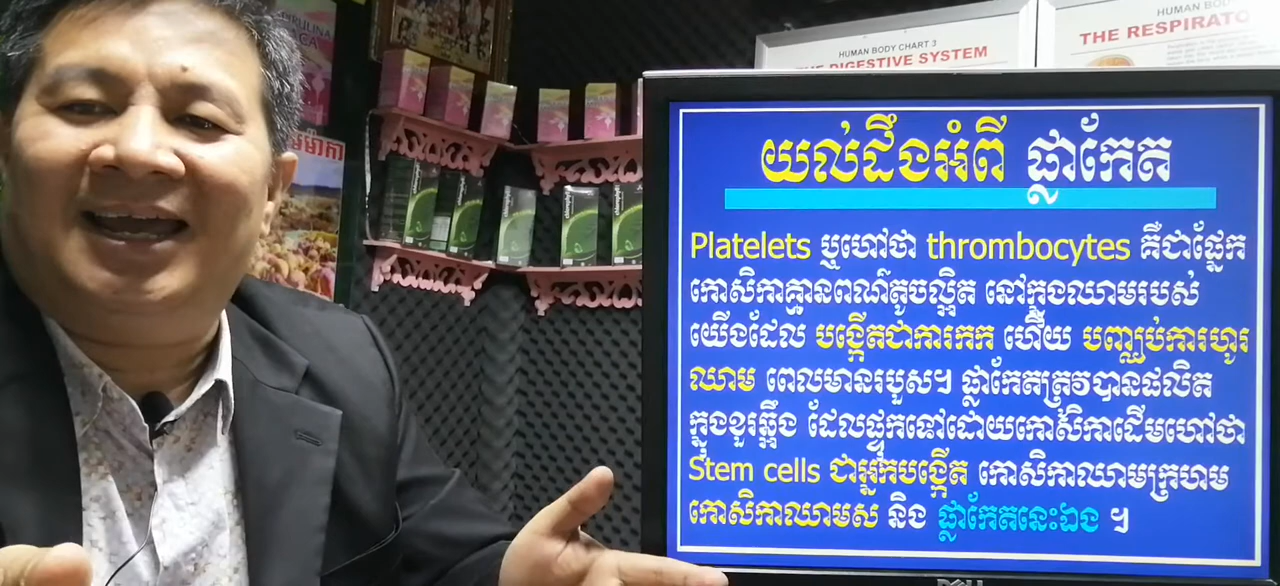 PIRULINA
ACA
ម៉ាកា
HUMAN BODY CHART 3
THE DIGESTIVE SYSTEM
HUMAN BODY
THE RESPIRATO
យល់ដឹងអំពី ផ្លាកែត
Platelets ឬហៅថា thrombocytes គឺជាផ្នែក
កោសិកាគ្មានពណ៌តូចល្អិត នៅក្នុងឈាមរបស់
យើងដែល បង្កើតជាការកក ហើយ បញ្ឈប់ការហូរ
ឈាម ពេលមានរបួស។ ផ្លាកែតត្រូវបានផលិត
ក្នុងខួរឆ្អឹង ដែលផ្ទុកទៅដោយកោសិកាដើមហៅថា
Stem cells ជាអ្នកបង្កើត កោសិកាឈាមក្រហម
កោសិកាឈាមស និង ផ្លាកែតនេះឯង ។